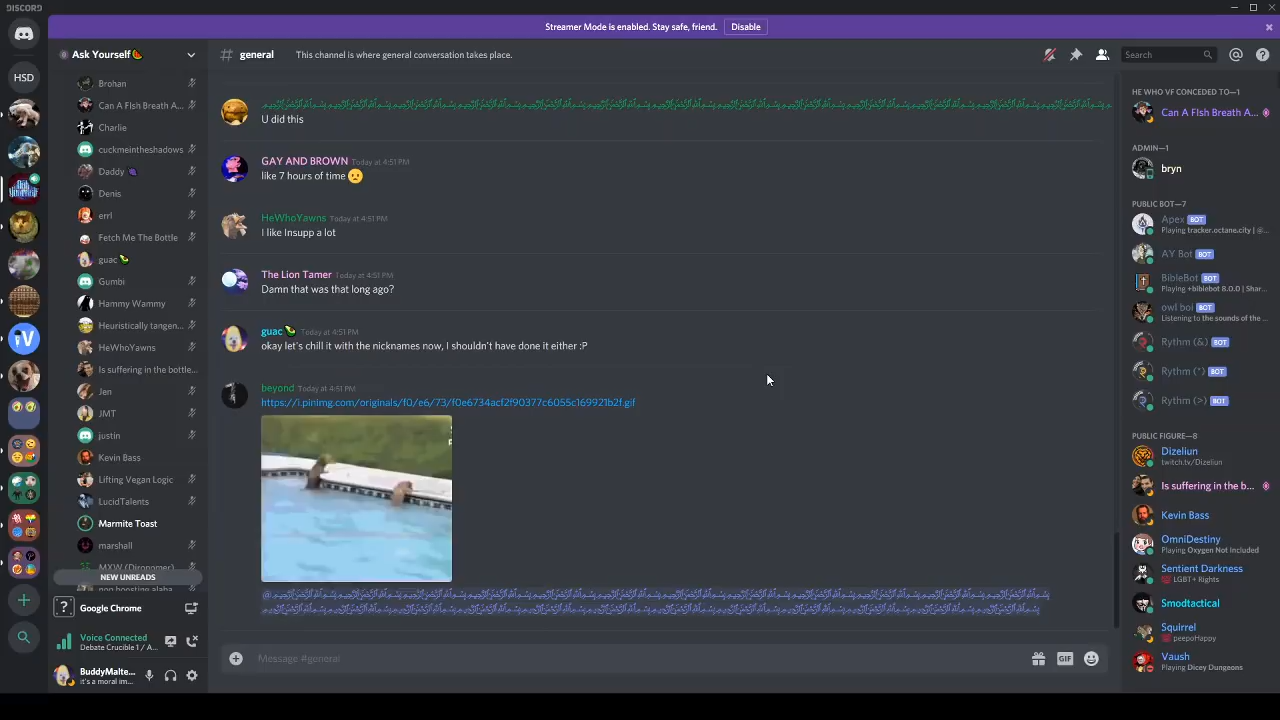 DISCORD
Streamer Mode is enabled. Stay safe, friend.
Disable
HSD
Ask Yourself
Brohan
Can A FIsh Breath A...
Charlie
cuckmeintheshadows
Daddy
Denis
errl
Fetch Me The Bottle
guac
Gumbi
Hammy Wammy
Heuristically tangen...
HeWhoYawns
Is suffering in the bottle...
Jen
JMT
justin
Kevin Bass
Lifting Vegan Logic
LucidTalents
Marmite Toast
marshall
MXW (Dironomer)
NEW UNREADS
Google Chrome
Voice Connected
Debate Crucible 1 / A...
BuddyMalte...
it's a moral im...
# general
This channel is where general conversation takes place.
Search
U did this
GAY AND BROWN Today at 4:51 PM
like 7 hours of time
HeWhoYawns Today at 4:51 PM
I like Insupp a lot
The Lion Tamer Today at 4:51 PM
Damn that was that long ago?
guac Today at 4:51 PM
okay let's chill it with the nicknames now, I shouldn't have done it either :P
beyond Today at 4:51 PM
https://i.pinimg.com/originals/f0/e6/73/f0e6734acf2f90377c6055c169921b2f.gif
Message #general
GIF
HE WHO VF CONCEDED TO—1
Can A FIsh Breath A...
ADMIN—1
bryn
PUBLIC BOT—7
Apex BOT
Playing tracker.octane.city | @...
AY Bot BOT
BibleBot BOT
Playing +biblebot 8.0.0 | Shar...
owl boi BOT
Listening to the sounds of the ...
Rythm (&) BOT
Rythm (*) BOT
Rythm (>) BOT
PUBLIC FIGURE—8
Dizeliun
twitch.tv/Dizeliun
Is suffering in the b...
Kevin Bass
OmniDestiny
Playing Oxygen Not Included
Sentient Darkness
LGBT+ Rights
Smodtactical
Squirrel
peepoHappy
Vaush
Playing Dicey Dungeons